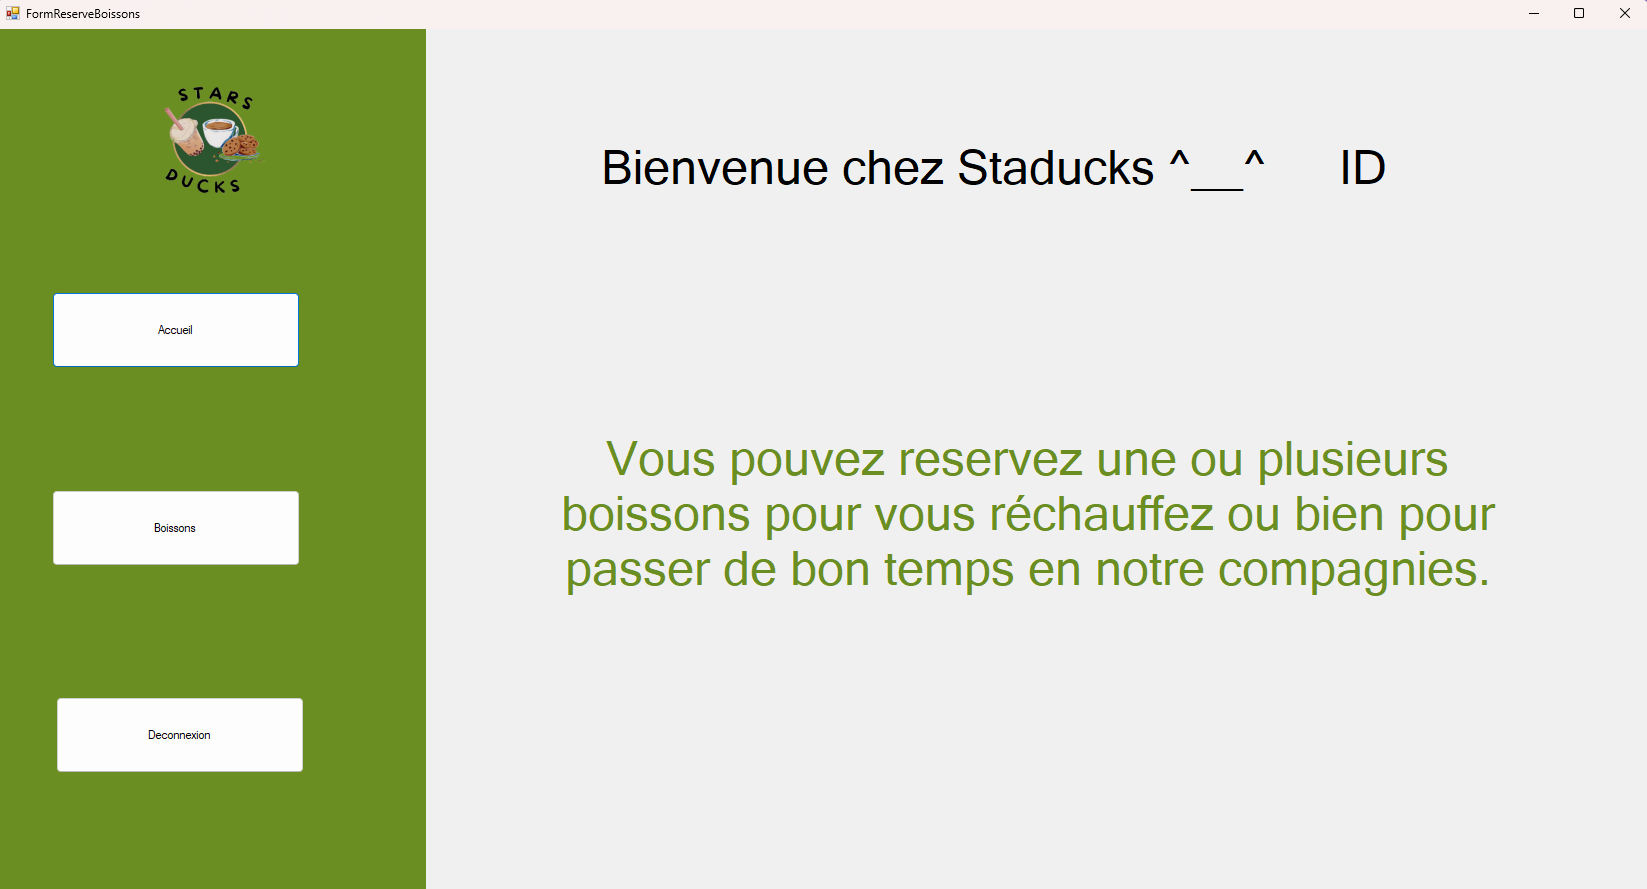 FormReserveBoissons
STARS
DUCKS
Bienvenue chez Staducks ^__^ ID
Accueil
Vous pouvez reservez une ou plusieurs
boissons pour vous réchauffez ou bien pour
passer de bon temps en notre compagnies.
Boissons
Deconnexion